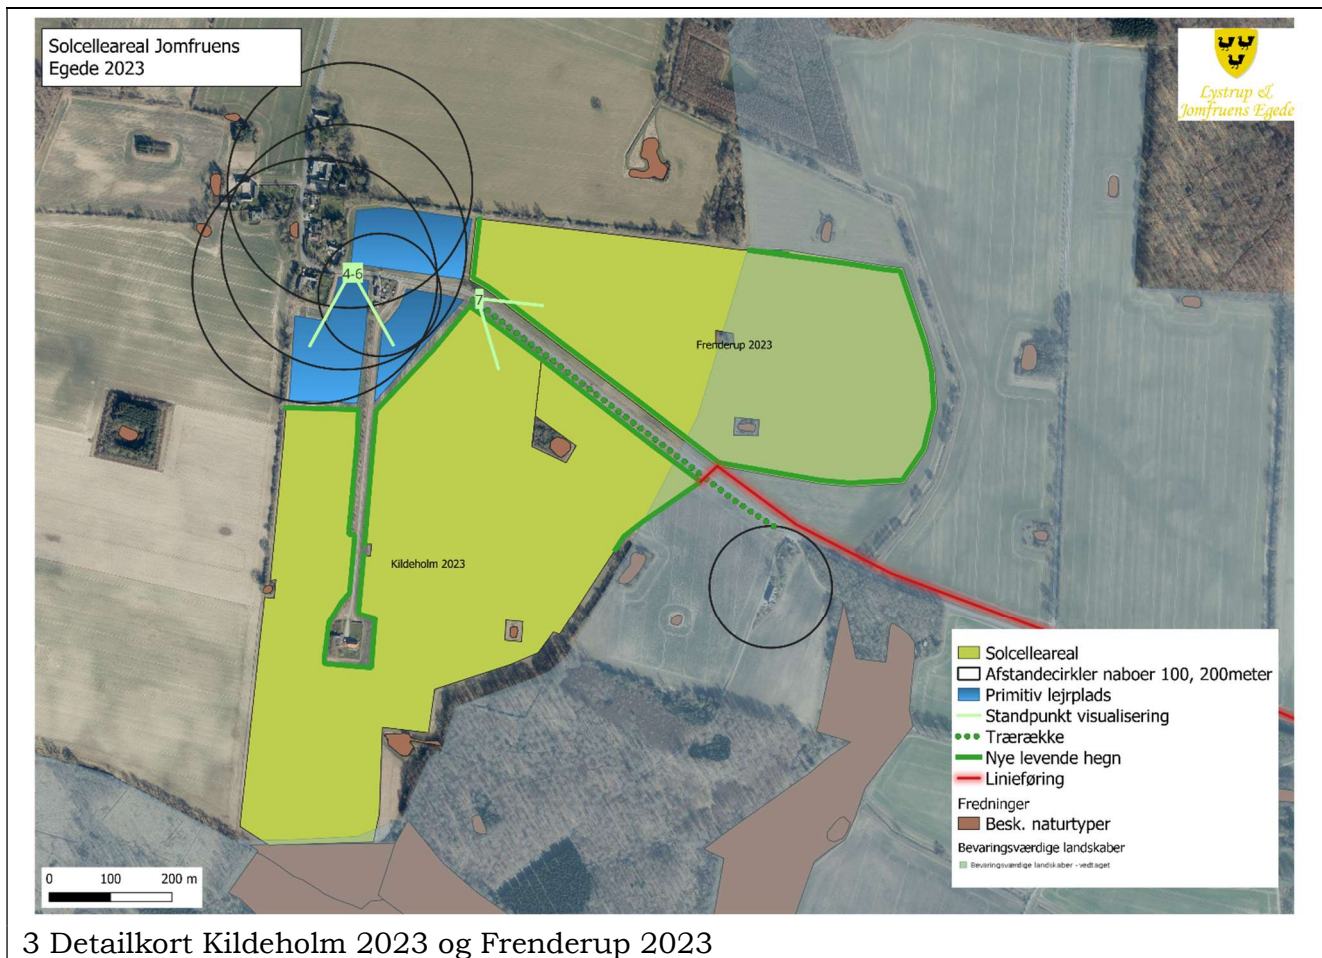 Solcelleareal Jomfruens
Egede 2023
Lystrup &
Jomfruens Egede
4-6
7
Frenderup 2023
Kildeholm 2023
Solcelleareal
Afstandecirkler naboer 100, 200meter
Primitiv lejrplads
Standpunkt visualisering
Trærække
Nye levende hegn
Linieføring
Fredninger
Besk. naturtyper
Bevaringsværdige landskaber
Bevaringsværdige landskaber - vedtaget
0 100 200 m
3 Detailkort Kildeholm 2023 og Frenderup 2023